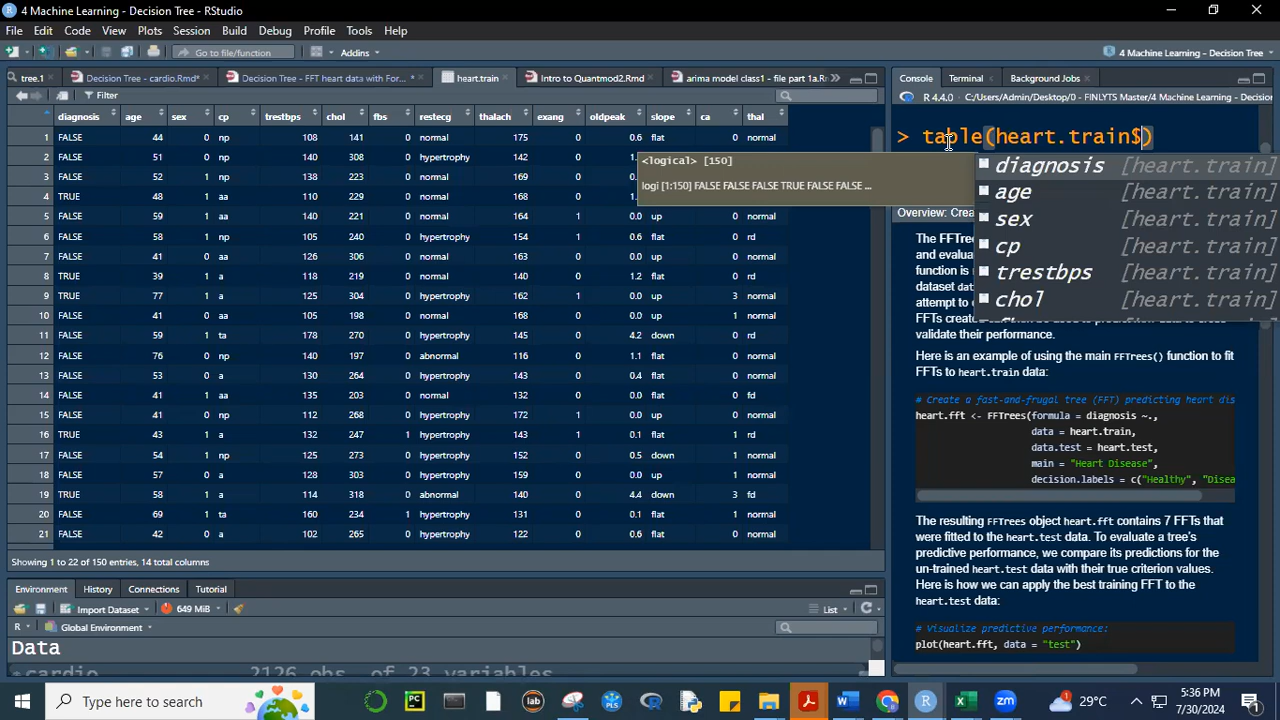 4 Machine Learning - Decision Tree - RStudio
File Edit Code View Plots Session Build Debug Profile Tools Help
Go to file/function Addins 4 Machine Learning - Decision Tree
tree.1 Decision Tree - cardio.Rmd* Decision Tree - FFT heart data with For...* heart.train Intro to Quantmod2.Rmd arima model class1 - file part 1a.Rn
Filter
diagnosis age sex cp trestbps chol fbs restecg thalach exang oldpeak slope ca thal
1 FALSE 44 0 np 108 141 0 normal 175 0 0.6 flat 0 normal
2 FALSE 51 0 np 140 308 0 hypertrophy 142 0
3 FALSE 52 1 np 138 223 0 normal 169 0
4 TRUE 48 1 aa 110 229 0 normal 168 0
5 FALSE 59 1 aa 140 221 0 normal 164 1 0.0 up 0 normal
6 FALSE 58 1 np 105 240 0 hypertrophy 154 1 0.6 flat 0 rd
7 FALSE 41 0 aa 126 306 0 normal 163 0 0.0 up 0 normal
8 TRUE 39 1 a 118 219 0 normal 140 0 1.2 flat 0 rd
9 TRUE 77 1 a 125 304 0 hypertrophy 162 1 0.0 up 3 normal
10 FALSE 41 0 aa 105 198 0 normal 168 0 0.0 up 1 normal
11 FALSE 59 1 ta 178 270 0 hypertrophy 145 0 4.2 down 0 rd
12 FALSE 76 0 np 140 197 0 abnormal 116 0 1.1 flat 0 normal
13 FALSE 53 0 a 130 264 0 hypertrophy 143 0 0.4 flat 0 normal
14 FALSE 41 1 aa 135 203 0 normal 132 0 0.0 flat 0 fd
15 FALSE 41 0 np 112 268 0 hypertrophy 172 1 0.0 up 0 normal
16 TRUE 43 1 a 132 247 1 hypertrophy 143 1 0.1 flat 1 rd
17 FALSE 54 1 np 125 273 0 hypertrophy 152 0 0.5 down 1 normal
18 FALSE 57 0 a 128 303 0 hypertrophy 159 0 0.0 up 1 normal
19 TRUE 58 1 a 114 318 0 abnormal 140 0 4.4 down 3 fd
20 FALSE 69 1 ta 160 234 1 hypertrophy 131 0 0.1 flat 1 normal
21 FALSE 42 0 a 102 265 0 hypertrophy 122 0 0.6 flat 0 normal
Showing 1 to 22 of 150 entries, 14 total columns
Environment History Connections Tutorial
Import Dataset 649 MiB List
R Global Environment
Data
cardio 2126 obs. of 23 variables
Console Terminal Background Jobs
R 4.4.0 · C:/Users/Admin/Desktop/0 - FINLYTS Master/4 Machine Learning - Decision
> table(heart.train$)
<logical> [150]
logi [1:150] FALSE FALSE FALSE TRUE FALSE FALSE ...
diagnosis [heart.train]
age [heart.train]
sex [heart.train]
cp [heart.train]
trestbps [heart.train]
chol [heart.train]
Overview: Crea
The FFTre
and evalua
function is
dataset dat
attempt to
FFTs create
validate their performance.
Here is an example of using the main FFTrees() function to fit
FFTs to heart.train data:
# Create a fast-and-frugal tree (FFT) predicting heart dis
heart.fft <- FFTrees(formula = diagnosis ~.,
data = heart.train,
data.test = heart.test,
main = "Heart Disease",
decision.labels = c("Healthy", "Disea
The resulting FFTrees object heart.fft contains 7 FFTs that
were fitted to the heart.test data. To evaluate a tree's
predictive performance, we compare its predictions for the
un-trained heart.test data with their true criterion values.
Here is how we can apply the best training FFT to the
heart.test data:
# Visualize predictive performance:
plot(heart.fft, data = "test")
Type here to search
29°C
ENG
5:36 PM
7/30/2024